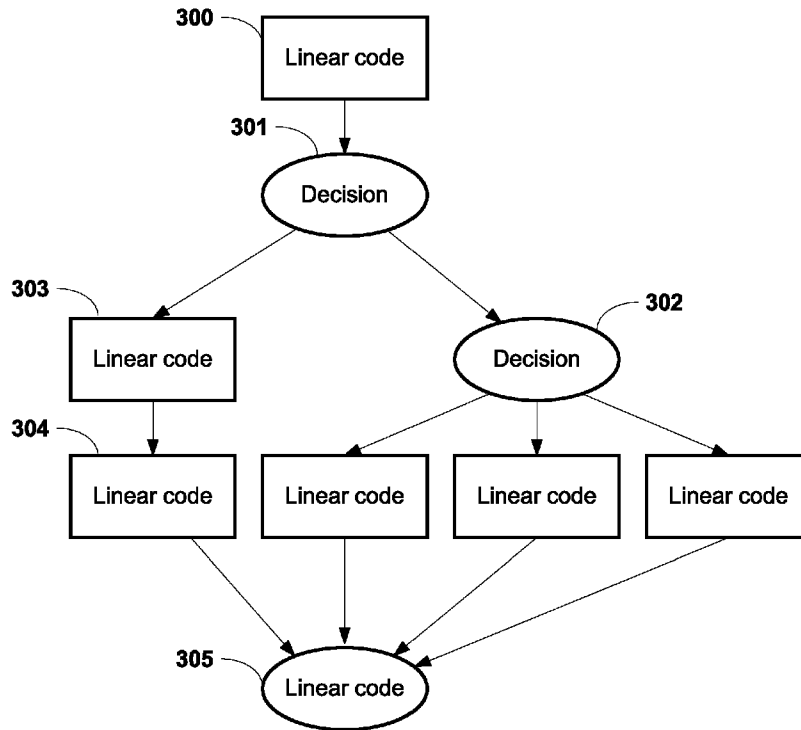 300
Linear code
301
Decision
303
302
Linear code
Decision
304
Linear code
Linear code
Linear code
Linear code
305
Linear code